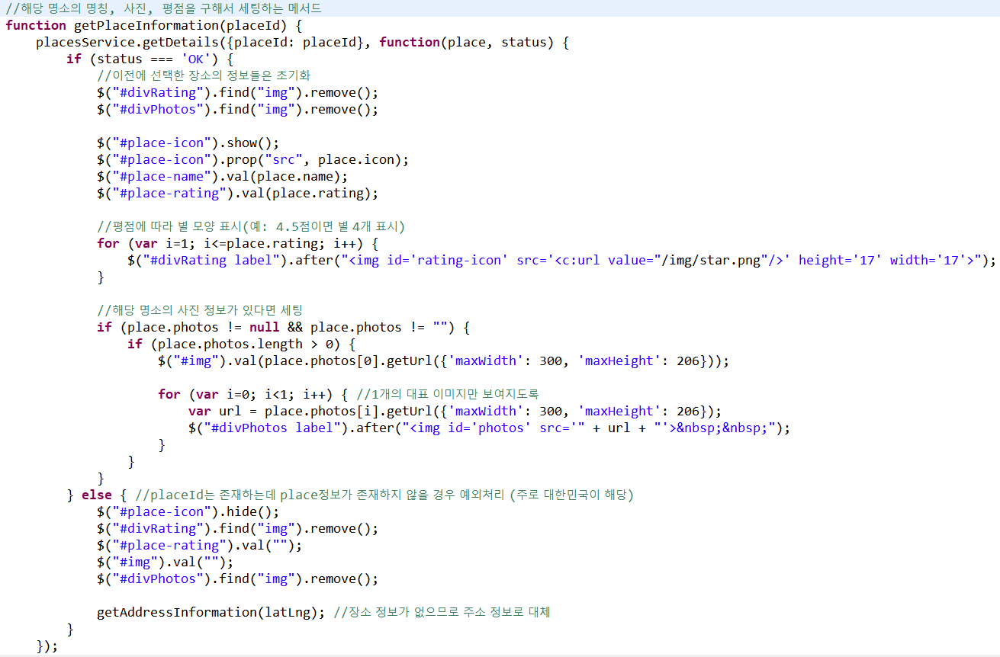 //해당 명소의 명칭, 사진, 평점을 구해서 세팅하는 메서드
function getPlaceInformation(placeId) {
    placesService.getDetails({placeId: placeId}, function(place, status) {
        if (status === 'OK') {
            //이전에 선택한 장소의 정보들은 초기화
            $("#divRating").find("img").remove();
            $("#divPhotos").find("img").remove();

            $("#place-icon").show();
            $("#place-icon").prop("src", place.icon);
            $("#place-name").val(place.name);
            $("#place-rating").val(place.rating);

            //평점에 따라 별 모양 표시(예: 4.5점이면 별 4개 표시)
            for (var i=1; i<=place.rating; i++) {
                $("#divRating label").after("<img id='rating-icon' src='<c:url value="/img/star.png"/>' height='17' width='17'>");
            }

            //해당 명소의 사진 정보가 있다면 세팅
            if (place.photos != null && place.photos != "") {
                if (place.photos.length > 0) {
                    $("#img").val(place.photos[0].getUrl({'maxWidth': 300, 'maxHeight': 206}));

                    for (var i=0; i<1; i++) { //1개의 대표 이미지만 보여지도록
                        var url = place.photos[i].getUrl({'maxWidth': 300, 'maxHeight': 206});
                        $("#divPhotos label").after("<img id='photos' src='" + url + "'>&nbsp;&nbsp;");
                    }
                }
            }
        } else { //placeId는 존재하는데 place정보가 존재하지 않을 경우 예외처리 (주로 대한민국이 해당)
            $("#place-icon").hide();
            $("#divRating").find("img").remove();
            $("#place-rating").val("");
            $("#img").val("");
            $("#divPhotos").find("img").remove();

            getAddressInformation(latLng); //장소 정보가 없으므로 주소 정보로 대체
        }
    });